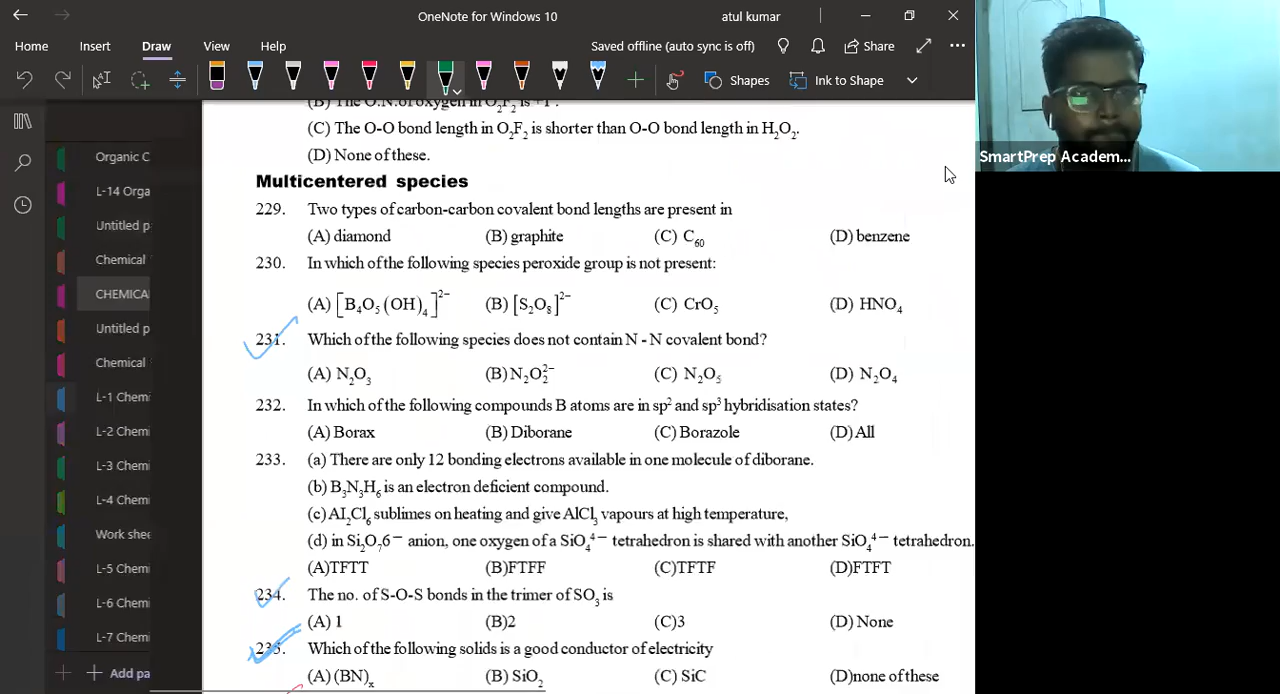 OneNote for Windows 10
atul kumar
Home Insert Draw View Help
Saved offline (auto sync is off)
Share
Shapes
Ink to Shape
SmartPrep Academ...
Organic C
L-14 Orga
Untitled p
Chemical
CHEMICA
Untitled p
Chemical
L-1 Chemi
L-2 Chemi
L-3 Chemi
L-4 Chemi
Work shee
L-5 Chemi
L-6 Chemi
L-7 Chemi
Add pa
(B) The O.N.of oxygen in O₂F₂ is +1 .
(C) The O-O bond length in O₂F₂ is shorter than O-O bond length in H₂O₂.
(D) None of these.
Multicentered species
229. Two types of carbon-carbon covalent bond lengths are present in
(A) diamond (B) graphite (C) C₆₀ (D) benzene
230. In which of the following species peroxide group is not present:
(A) [B₄O₅(OH)₄]²⁻ (B) [S₂O₈]²⁻ (C) CrO₅ (D) HNO₄
231. Which of the following species does not contain N - N covalent bond?
(A) N₂O₃ (B) N₂O₂²⁻ (C) N₂O₅ (D) N₂O₄
232. In which of the following compounds B atoms are in sp² and sp³ hybridisation states?
(A) Borax (B) Diborane (C) Borazole (D) All
233. (a) There are only 12 bonding electrons available in one molecule of diborane.
(b) B₃N₃H₆ is an electron deficient compound.
(c) AI₂Cl₆ sublimes on heating and give AlCl₃ vapours at high temperature,
(d) in Si₂O₇6⁻ anion, one oxygen of a SiO₄⁴⁻ tetrahedron is shared with another SiO₄⁴⁻ tetrahedron.
(A)TFTT (B)FTFF (C)TFTF (D)FTFT
234. The no. of S-O-S bonds in the trimer of SO₃ is
(A) 1 (B)2 (C)3 (D) None
235. Which of the following solids is a good conductor of electricity
(A) (BN)ₓ (B) SiO₂ (C) SiC (D)none of these